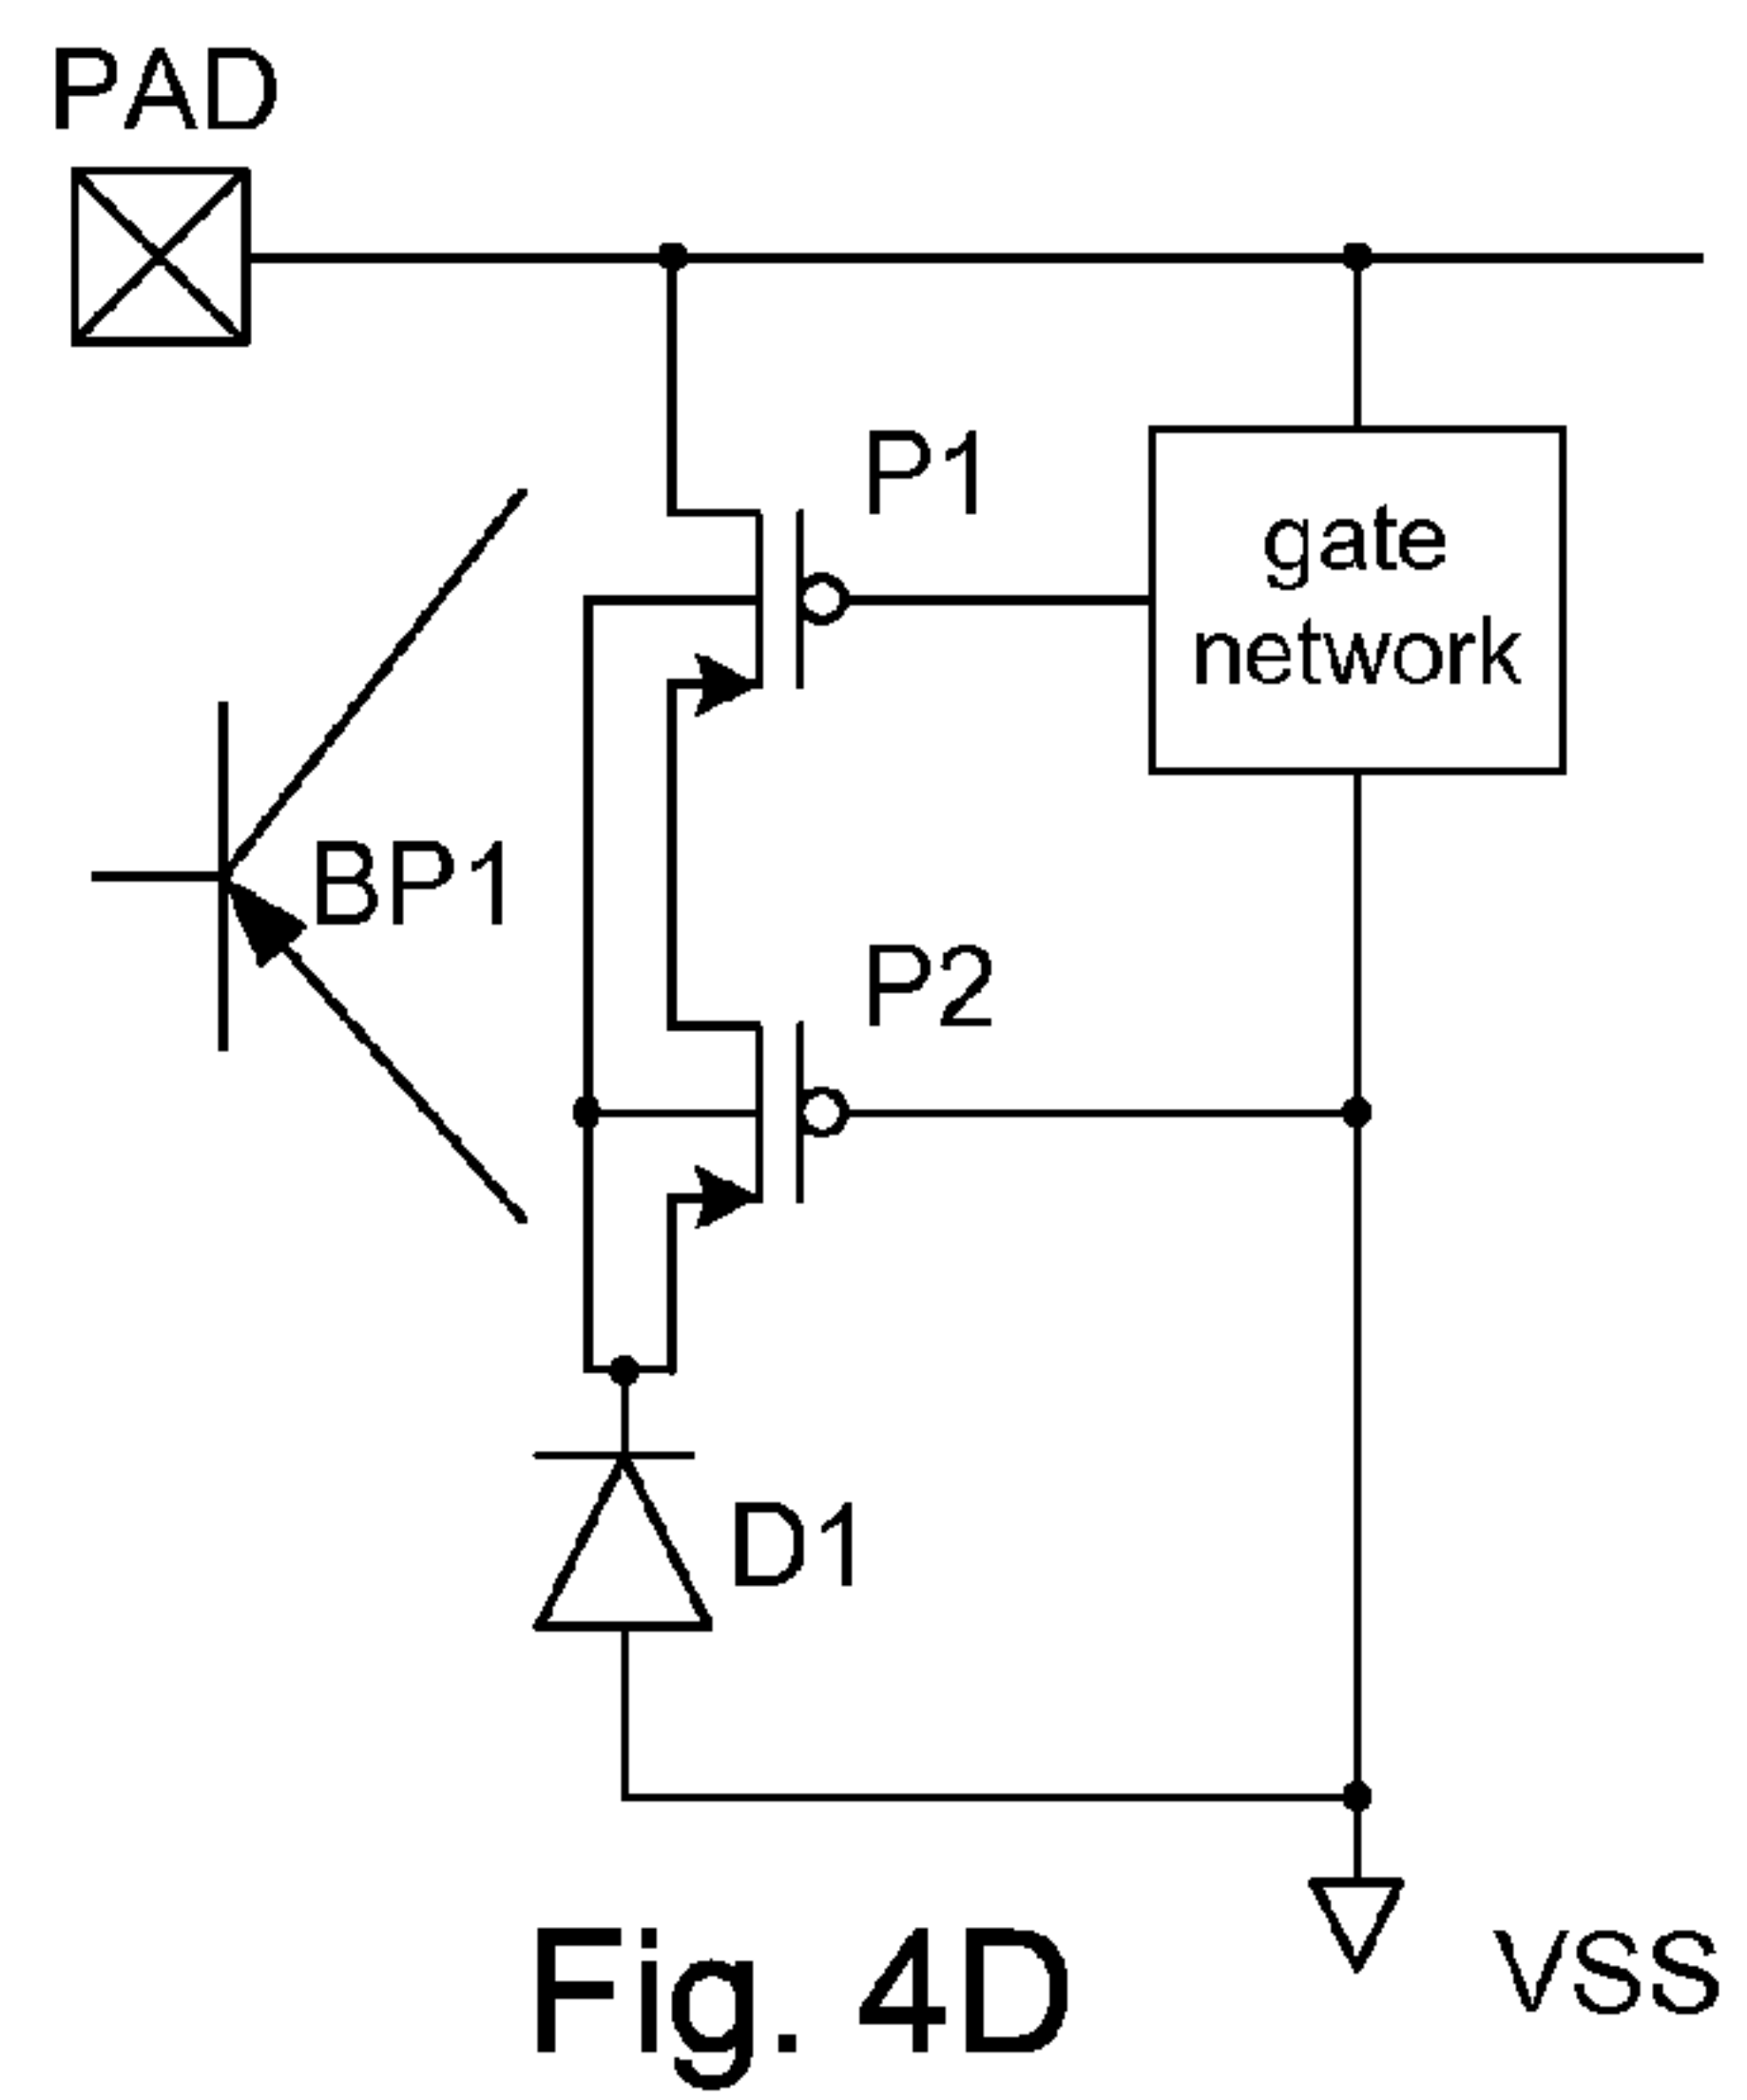 PAD
P1
gate
network
BP1
P2
D1
VSS
Fig. 4D